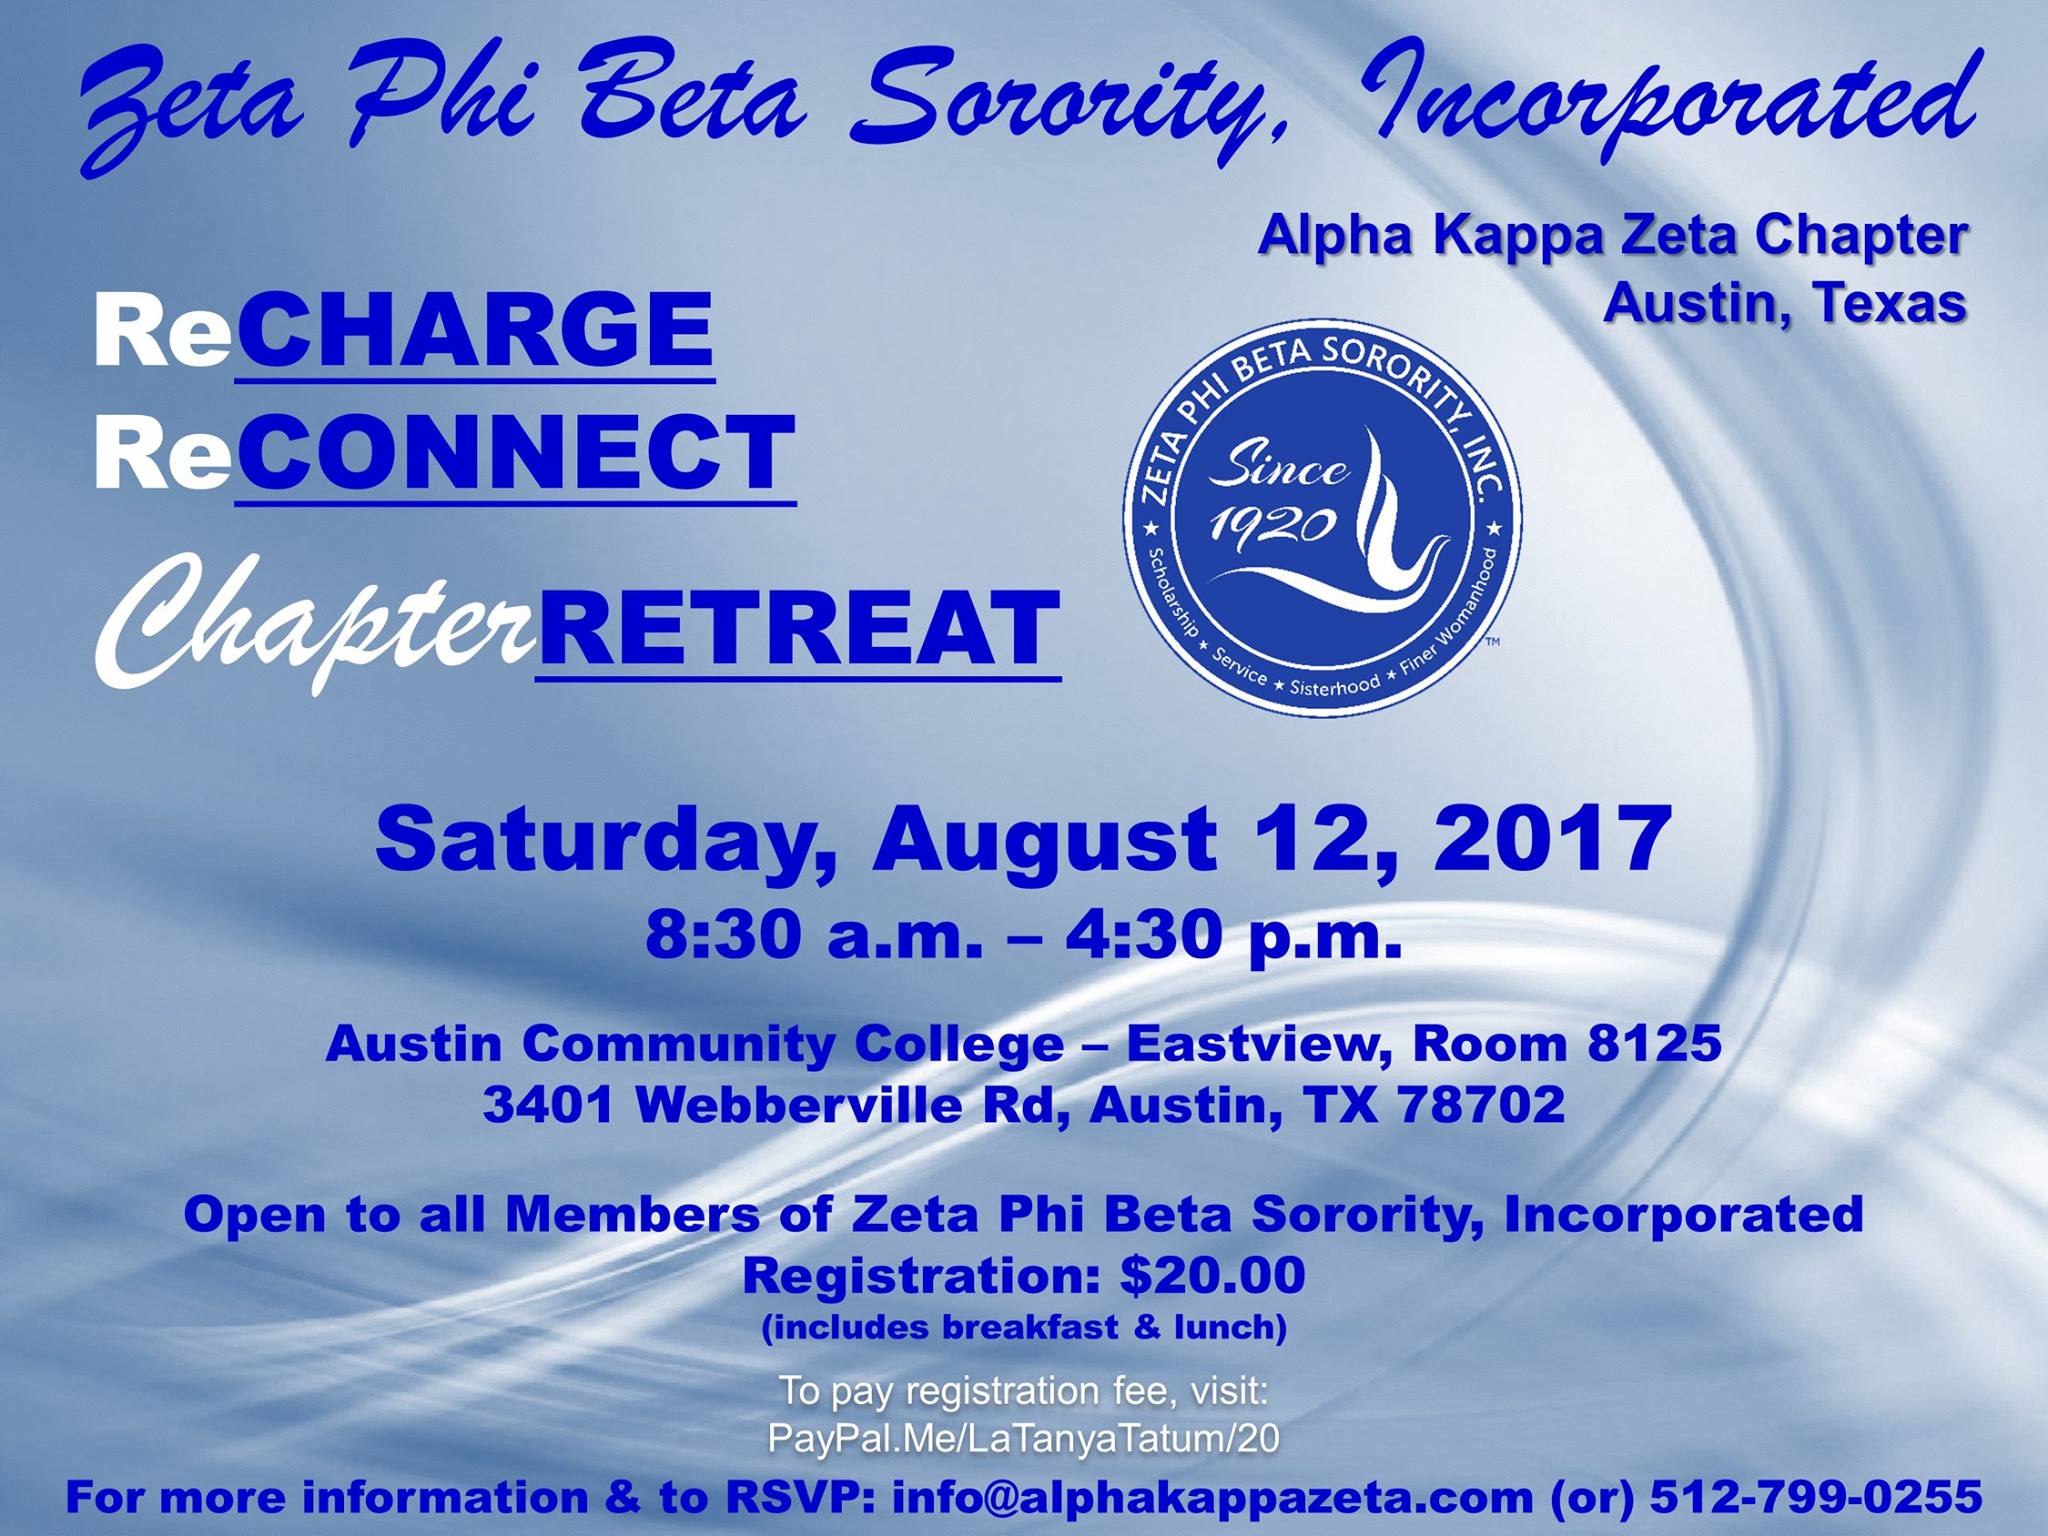 Zeta Phi Beta Sorority, Incorporated
Alpha Kappa Zeta Chapter
Austin, Texas
ReCHARGE
ReCONNECT
ChapterRETREAT
ZETA PHI BETA SORORITY, INC.
Since
1920
★ Scholarship ★ Service ★ Sisterhood ★ Finer Womanhood ★
TM
Saturday, August 12, 2017
8:30 a.m. – 4:30 p.m.
Austin Community College – Eastview, Room 8125
3401 Webberville Rd, Austin, TX 78702
Open to all Members of Zeta Phi Beta Sorority, Incorporated
Registration: $20.00
(includes breakfast & lunch)
To pay registration fee, visit:
PayPal.Me/LaTanyaTatum/20
For more information & to RSVP: info@alphakappazeta.com (or) 512-799-0255